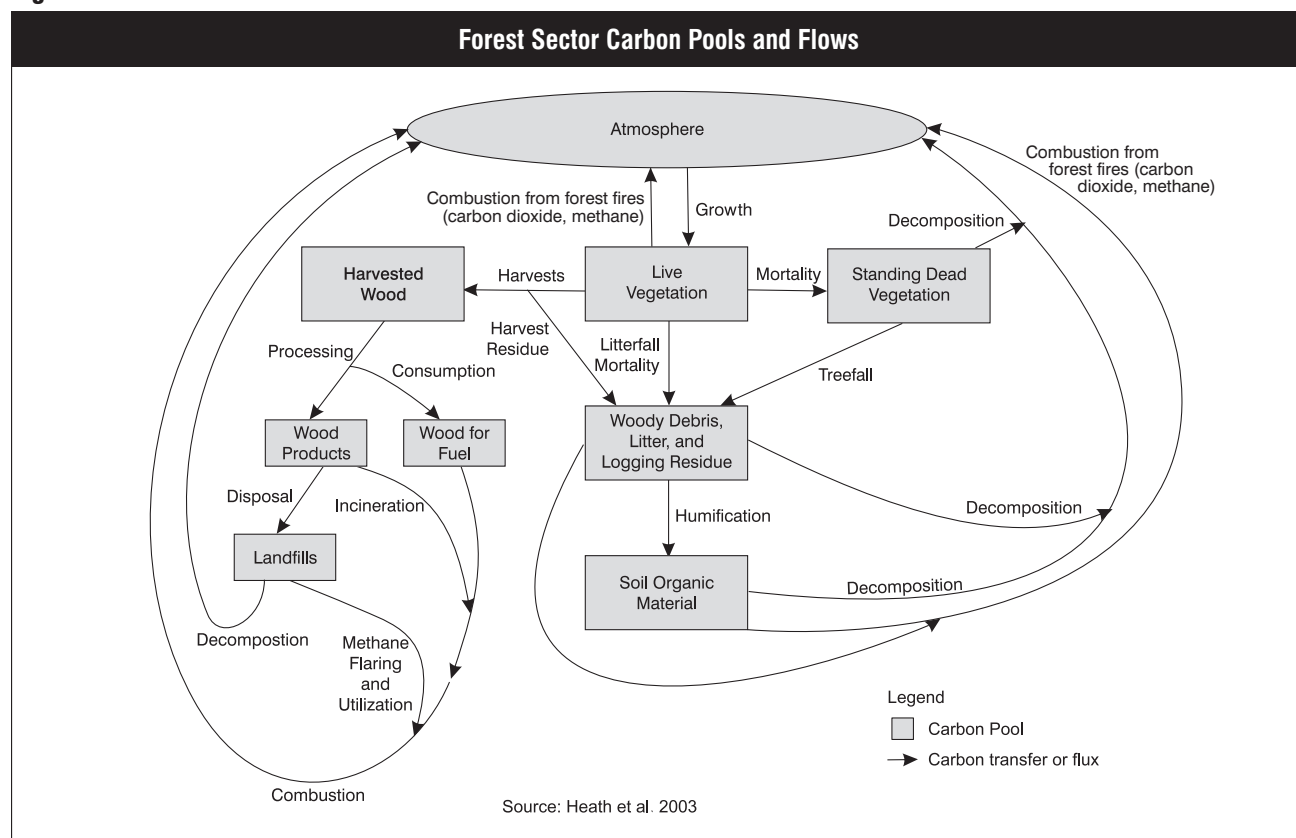 Forest Sector Carbon Pools and Flows
Atmosphere
Combustion from forest fires
(carbon dioxide, methane)
Growth
Combustion from
forest fires (carbon
dioxide, methane)
Decomposition
Harvested
Wood
Harvests
Live
Vegetation
Mortality
Standing Dead
Vegetation
Harvest
Residue
Litterfall
Mortality
Treefall
Processing
Consumption
Wood
Products
Wood for
Fuel
Woody Debris,
Litter, and
Logging Residue
Disposal
Incineration
Humification
Decomposition
Landfills
Soil Organic
Material
Decomposition
Decompostion
Methane
Flaring
and
Utilization
Combustion
Legend
Carbon Pool
Carbon transfer or flux
Source: Heath et al. 2003